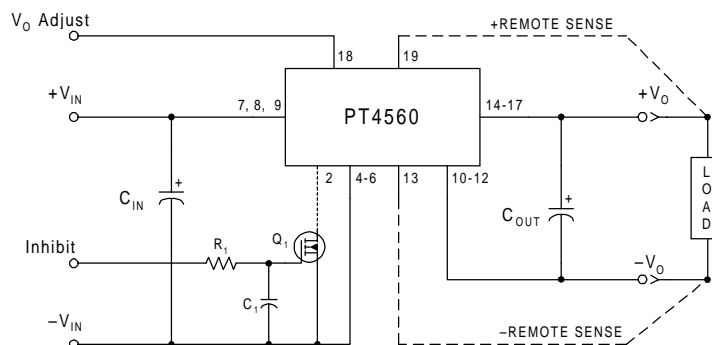 V_O Adjust
+REMOTE SENSE
18
19
+V_IN
7, 8, 9
PT4560
14-17
+V_O
2
4-6
13
10-12
C_IN
+
C_OUT
+
LOAD
Inhibit
R_1
Q_1
C_1
–V_O
–V_IN
–REMOTE SENSE